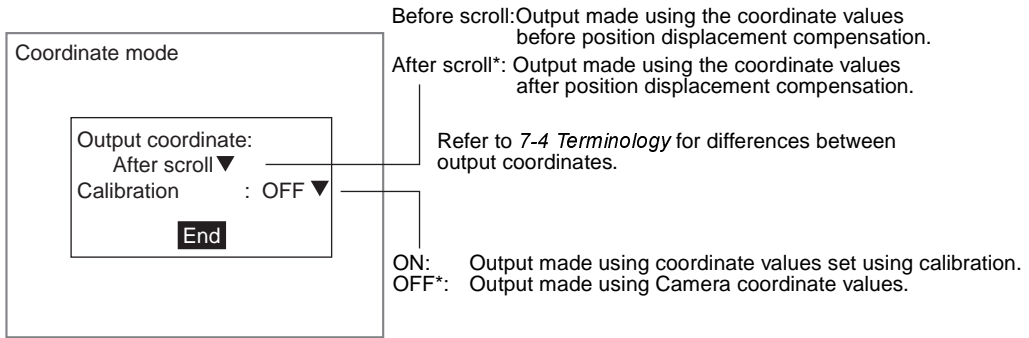 Coordinate mode
Output coordinate:
After scroll▼
Calibration : OFF ▼
End
Before scroll:Output made using the coordinate values
before position displacement compensation.
After scroll*: Output made using the coordinate values
after position displacement compensation.
Refer to 7-4 Terminology for differences between
output coordinates.
ON: Output made using coordinate values set using calibration.
OFF*: Output made using Camera coordinate values.